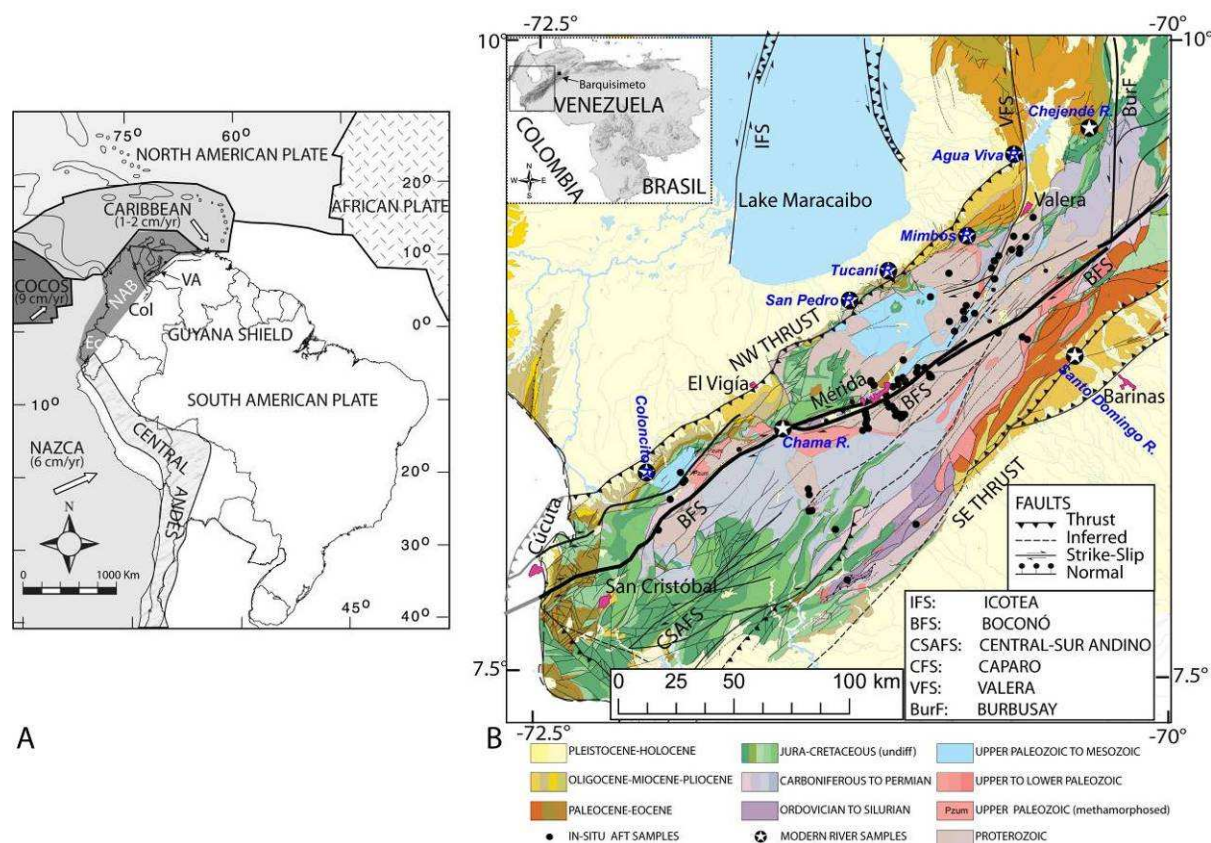 75°
60°
NORTH AMERICAN PLATE
20°
AFRICAN PLATE
CARIBBEAN
(1-2 cm/yr)
10°
COCOS
(9 cm/yr)
NAB
VA
Col
GUYANA SHIELD
0°
Ec
SOUTH AMERICAN PLATE
10°
NAZCA
(6 cm/yr)
CENTRAL
ANDES
20°
N
30°
0
1000 Km
45°
40°
A
-72.5°
-70°
10°
10°
Barquisimeto
VENEZUELA
COLOMBIA
BRASIL
N
W E
S
IFS
VFS
BurF
Chejendé R.
Agua Viva
Lake Maracaibo
Valera
Mimbós
Tucaní R.
BFS
San Pedro
NW THRUST
El Vigía
Mérida
BFS
Santo Domingo R.
Barinas
Coloncito
Chama R.
Pzum
SE THRUST
BFS
Cúcuta
San Cristóbal
CSAFS
FAULTS
Thrust
Inferred
Strike-Slip
Normal
IFS: ICOTEA
BFS: BOCONÓ
CSAFS: CENTRAL-SUR ANDINO
CFS: CAPARO
VFS: VALERA
BurF: BURBUSAY
0 25 50 100 km
7.5°
7.5°
-72.5°
-70°
B
PLEISTOCENE-HOLOCENE
JURA-CRETACEOUS (undiff)
UPPER PALEOZOIC TO MESOZOIC
OLIGOCENE-MIOCENE-PLIOCENE
CARBONIFEROUS TO PERMIAN
UPPER TO LOWER PALEOZOIC
PALEOCENE-EOCENE
ORDOVICIAN TO SILURIAN
Pzum UPPER PALEOZOIC (methamorphosed)
IN-SITU AFT SAMPLES
MODERN RIVER SAMPLES
PROTEROZOIC